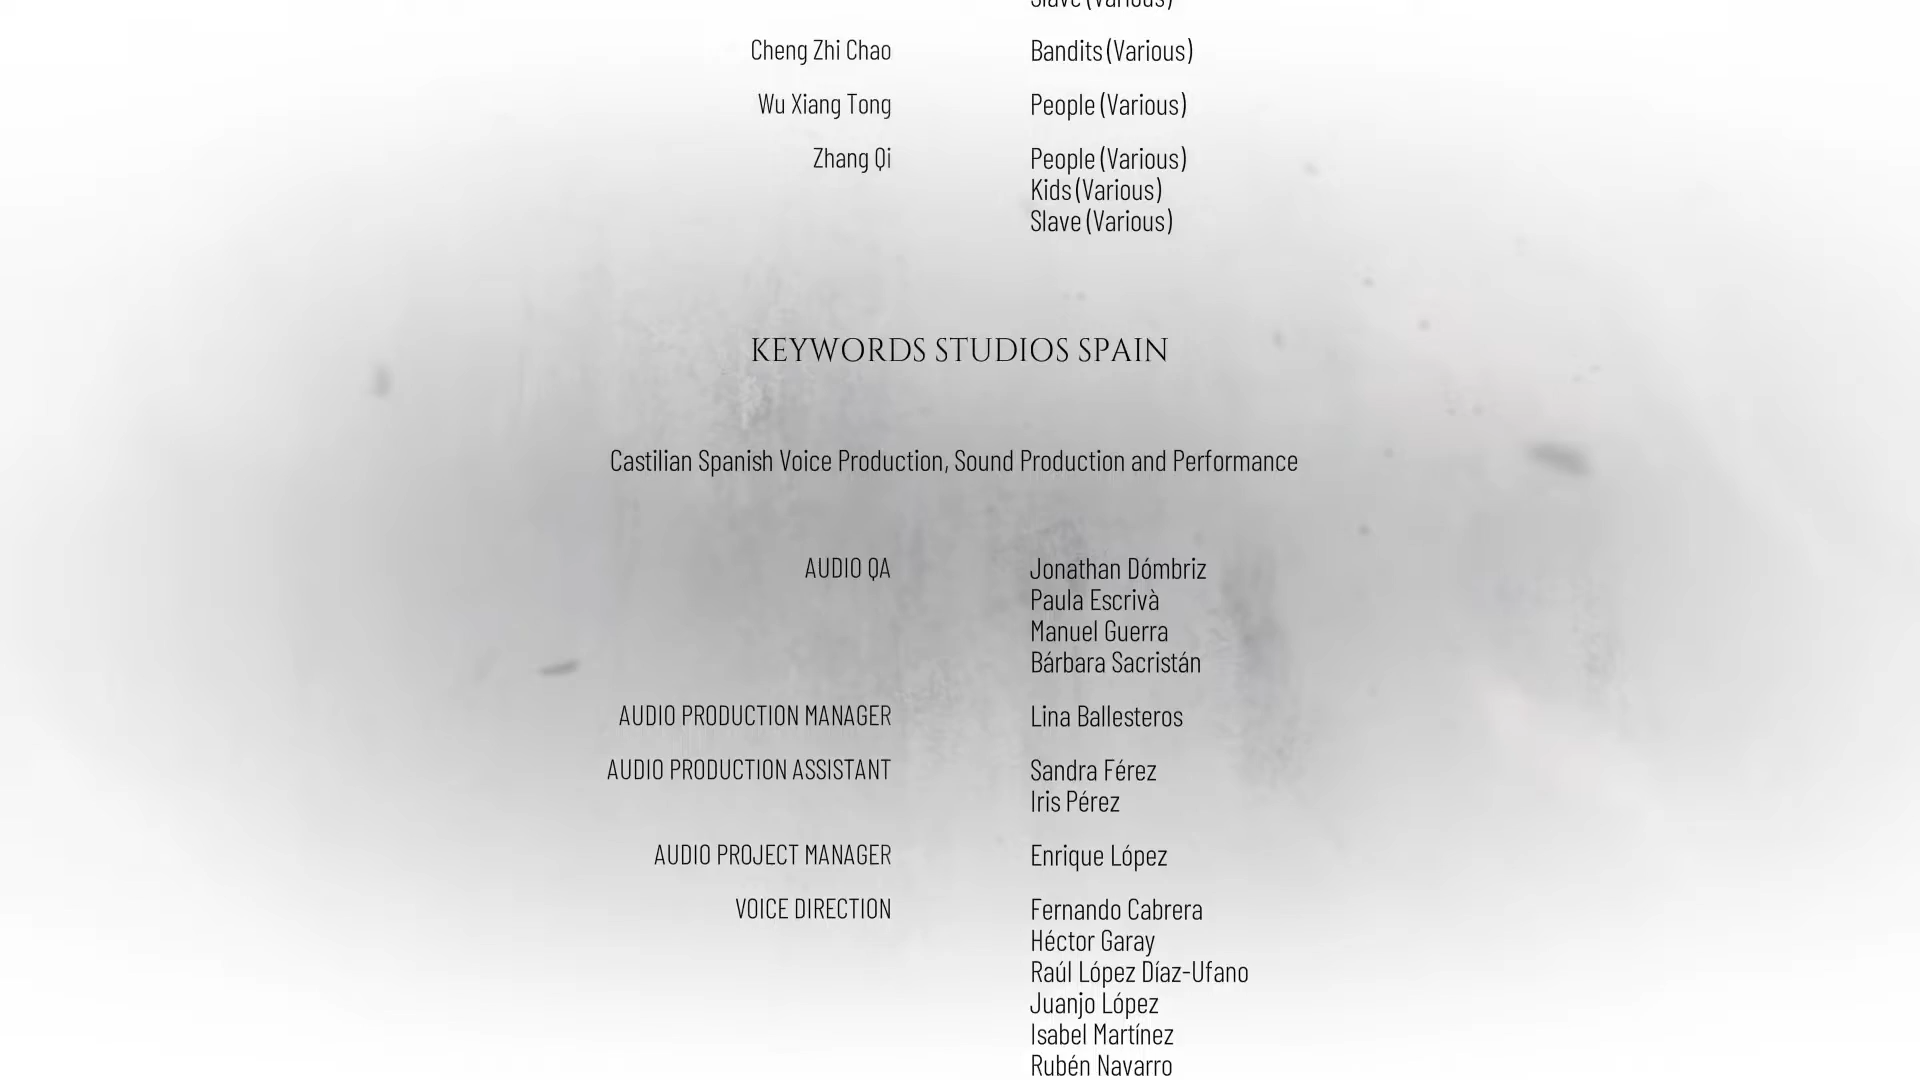 Slave (Various)
Cheng Zhi Chao Bandits (Various)
Wu Xiang Tong People (Various)
Zhang Qi People (Various)
Kids (Various)
Slave (Various)
KEYWORDS STUDIOS SPAIN
Castilian Spanish Voice Production, Sound Production and Performance
AUDIO QA Jonathan Dómbriz
Paula Escrivà
Manuel Guerra
Bárbara Sacristán
AUDIO PRODUCTION MANAGER Lina Ballesteros
AUDIO PRODUCTION ASSISTANT Sandra Férez
Iris Pérez
AUDIO PROJECT MANAGER Enrique López
VOICE DIRECTION Fernando Cabrera
Héctor Garay
Raúl López Díaz-Ufano
Juanjo López
Isabel Martínez
Rubén Navarro